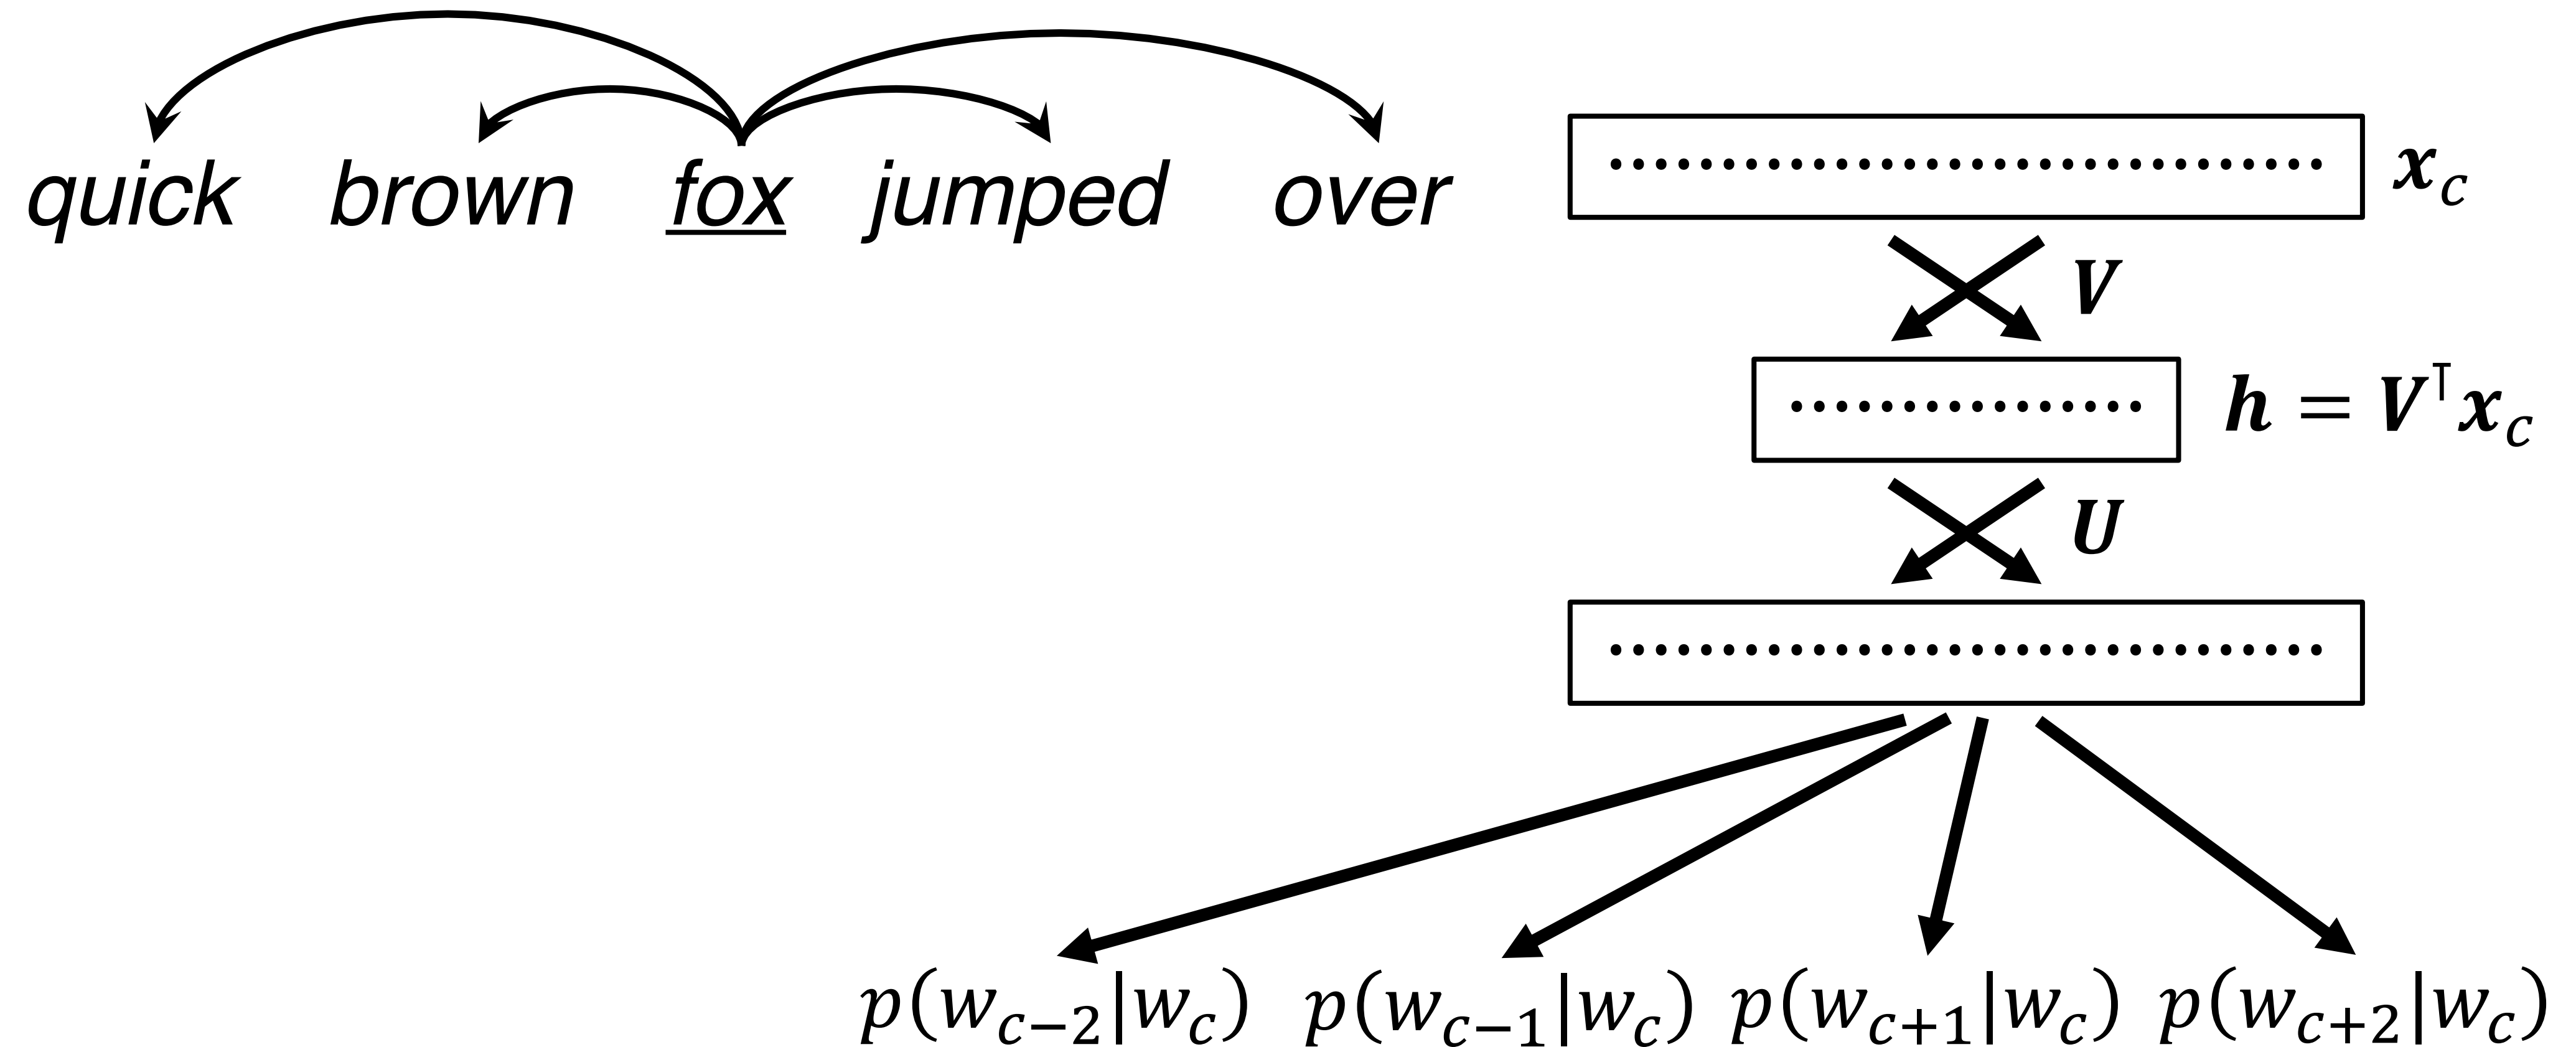 quick brown fox jumped over
𝒙_c
𝑽
𝒉 = 𝑽^⊤𝒙_c
𝑼
p(w_{c−2}|w_c) p(w_{c−1}|w_c) p(w_{c+1}|w_c) p(w_{c+2}|w_c)